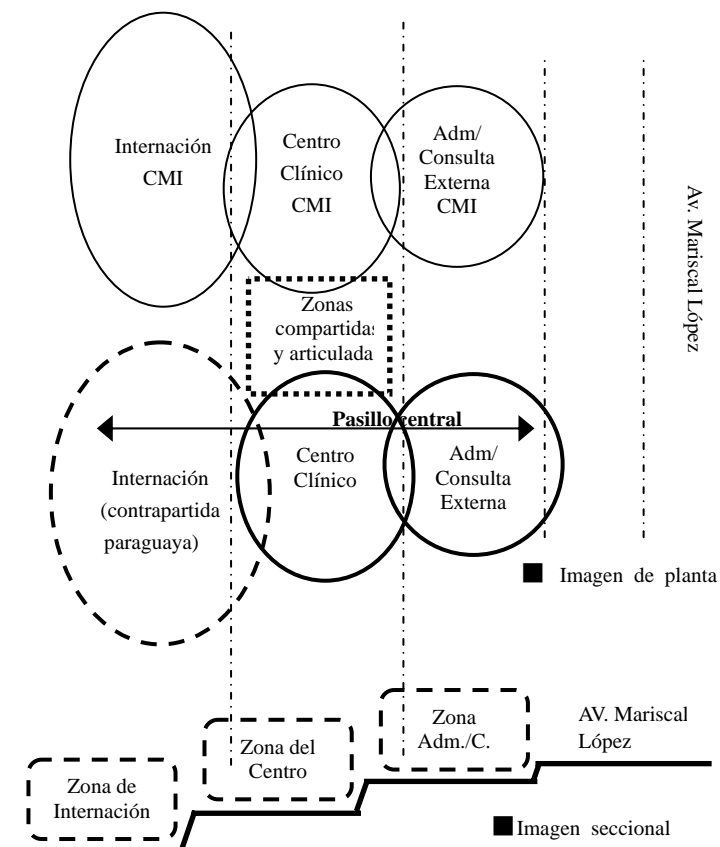 Internación
CMI
Centro
Clínico
CMI
Adm/
Consulta
Externa
CMI
Av. Mariscal López
Zonas
compartidas
y articulada
Pasillo central
Internación
(contrapartida
paraguaya)
Centro
Clínico
Adm/
Consulta
Externa
Imagen de planta
Zona de
Internación
Zona del
Centro
Zona
Adm./C.
AV. Mariscal
López
Imagen seccional